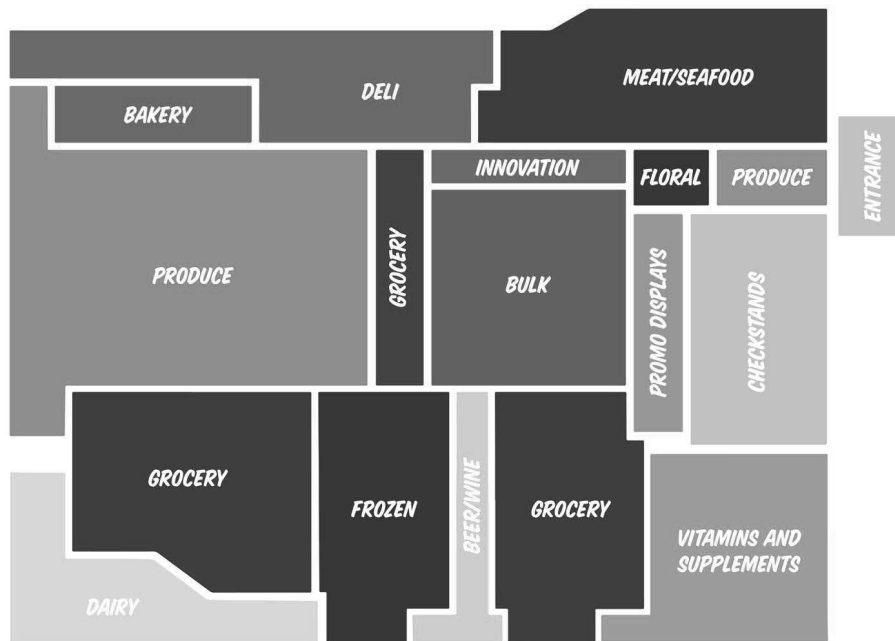 MEAT/SEAFOOD
DELI
BAKERY
INNOVATION
FLORAL
PRODUCE
ENTRANCE
PRODUCE
GROCERY
BULK
PROMO DISPLAYS
CHECKSTANDS
GROCERY
FROZEN
BEER/WINE
GROCERY
VITAMINS AND
SUPPLEMENTS
DAIRY